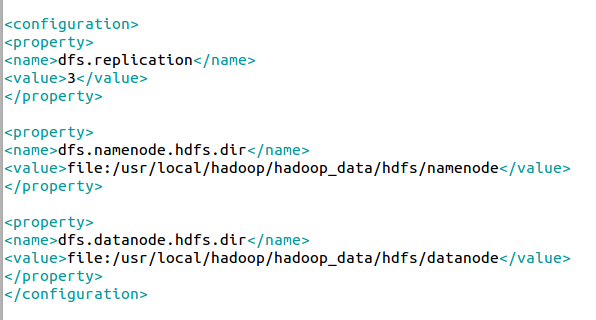 <configuration>
<property>
<name>dfs.replication</name>
<value>3</value>
</property>
<property>
<name>dfs.namenode.hdfs.dir</name>
<value>file:/usr/local/hadoop/hadoop_data/hdfs/namenode</value>
</property>
<property>
<name>dfs.datanode.hdfs.dir</name>
<value>file:/usr/local/hadoop/hadoop_data/hdfs/datanode</value>
</property>
</configuration>